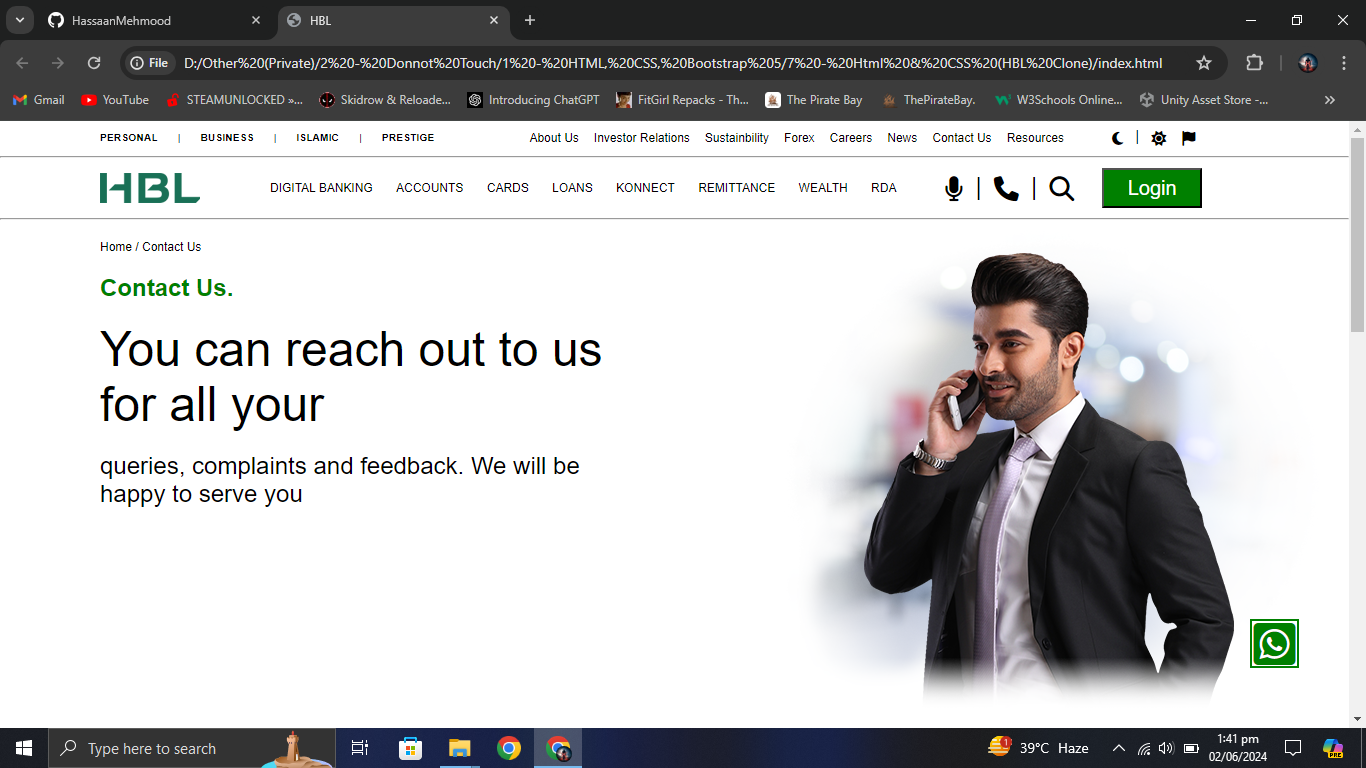 HassaanMehmood
HBL
File
D:/Other%20(Private)/2%20-%20Donnot%20Touch/1%20-%20HTML,%20CSS,%20Bootstrap%205/7%20-%20Html%20&%20CSS%20(HBL%20Clone)/index.html
Gmail YouTube STEAMUNLOCKED »... Skidrow & Reloade... Introducing ChatGPT FitGirl Repacks - Th... The Pirate Bay ThePirateBay. W3Schools Online... Unity Asset Store -...
PERSONAL | BUSINESS | ISLAMIC | PRESTIGE About Us Investor Relations Sustainbility Forex Careers News Contact Us Resources |
HBL DIGITAL BANKING ACCOUNTS CARDS LOANS KONNECT REMITTANCE WEALTH RDA | | Login
Home / Contact Us
Contact Us.
You can reach out to us
for all your
queries, complaints and feedback. We will be
happy to serve you
Type here to search
1
39°C Haze
1:41 pm
02/06/2024
PRE